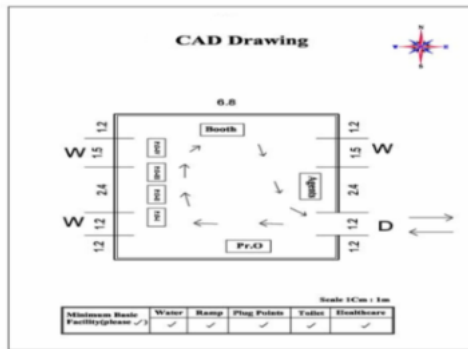 CAD Drawing
N
S
6.8
Booth
1.2
1.2
W
1.5
1.5
W
2.4
Agents
2.4
W
1.2
1.2
D
1.2
1.2
Pr.O
Scale 1Cm : 1m
Minimum Basic Facility(please ✓) Water Ramp Plug Points Toilet Healthcare
✓ ✓ ✓ ✓ ✓